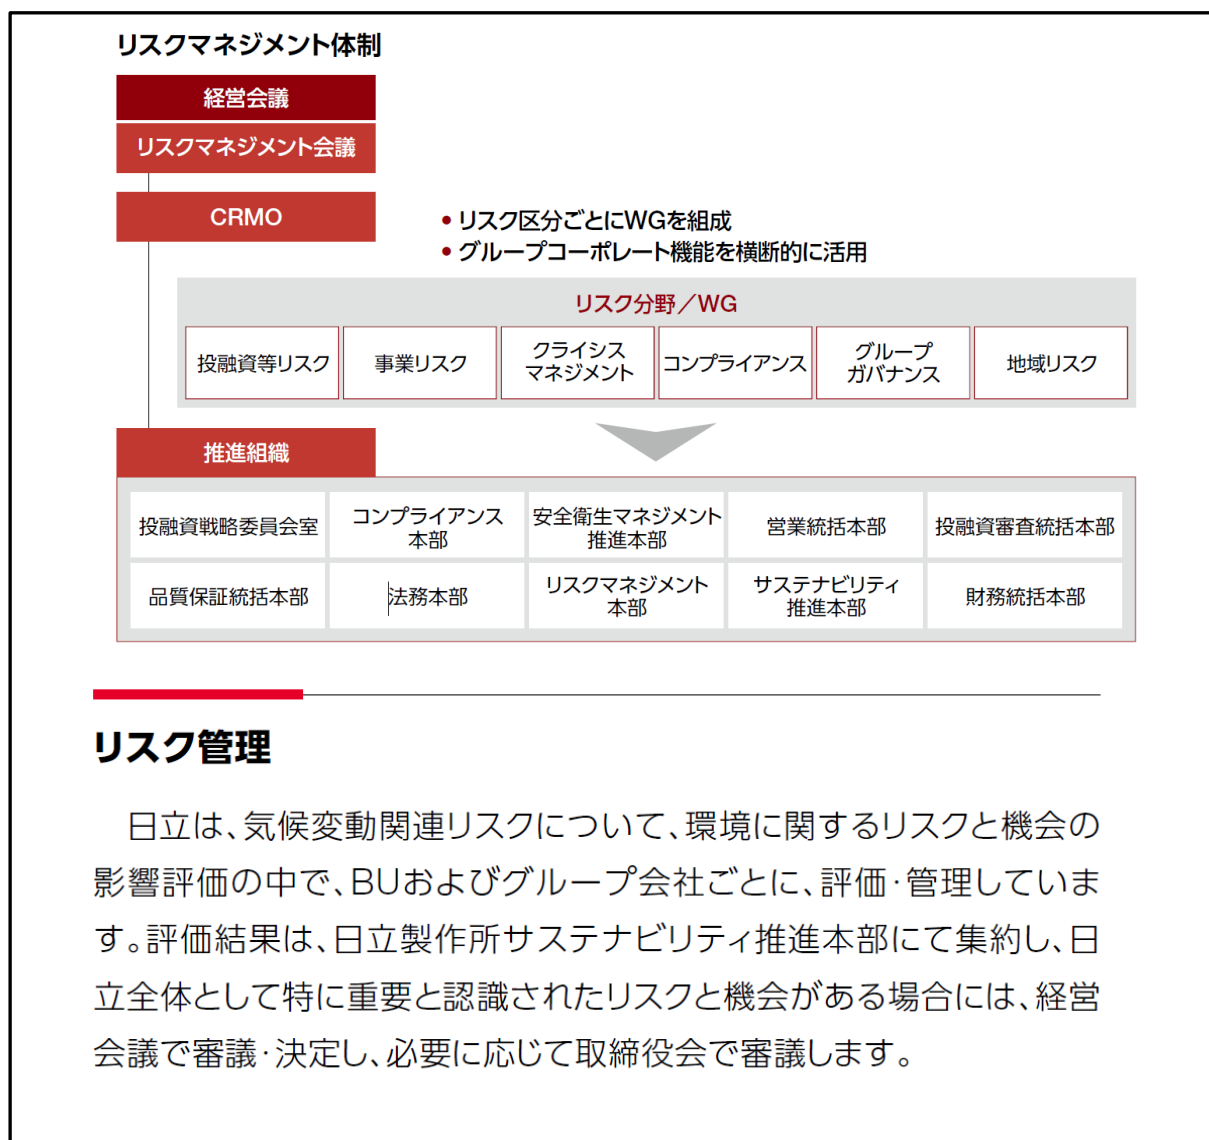 リスクマネジメント体制
経営会議
リスクマネジメント会議
CRMO
• リスク区分ごとにWGを組成
• グループコーポレート機能を横断的に活用
リスク分野／WG
投融資等リスク
事業リスク
クライシス
マネジメント
コンプライアンス
グループ
ガバナンス
地域リスク
推進組織
投融資戦略委員会室
コンプライアンス
本部
安全衛生マネジメント
推進本部
営業統括本部
投融資審査統括本部
品質保証統括本部
法務本部
リスクマネジメント
本部
サステナビリティ
推進本部
財務統括本部
リスク管理
日立は、気候変動関連リスクについて、環境に関するリスクと機会の
影響評価の中で、BUおよびグループ会社ごとに、評価・管理していま
す。評価結果は、日立製作所サステナビリティ推進本部にて集約し、日
立全体として特に重要と認識されたリスクと機会がある場合には、経営
会議で審議・決定し、必要に応じて取締役会で審議します。